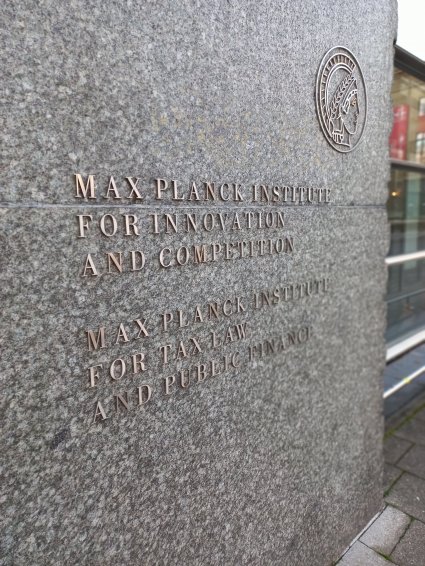 MAX PLANCK INSTITUTE
FOR INNOVATION
AND COMPETITION
MAX PLANCK INSTITUTE
FOR TAX LAW
AND PUBLIC FINANCE